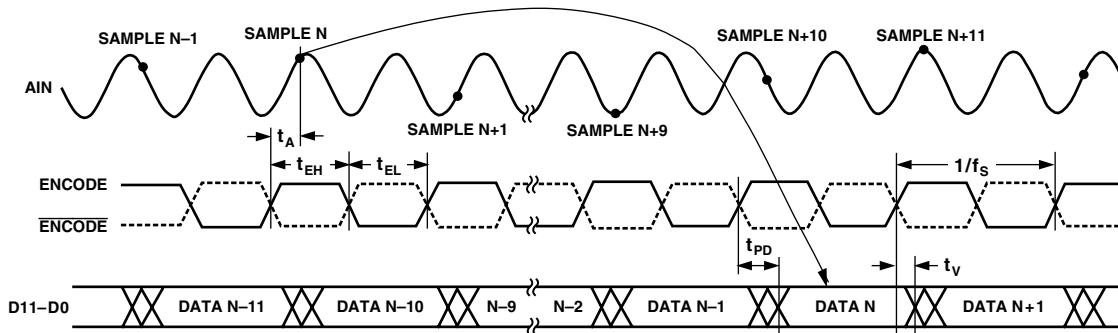 SAMPLE N–1
SAMPLE N
SAMPLE N+10
SAMPLE N+11
AIN
SAMPLE N+1
SAMPLE N+9
tA
tEH
tEL
1/fS
ENCODE
ENCODE
tPD
tV
D11–D0
DATA N–11
DATA N–10
N–9
N–2
DATA N–1
DATA N
DATA N+1